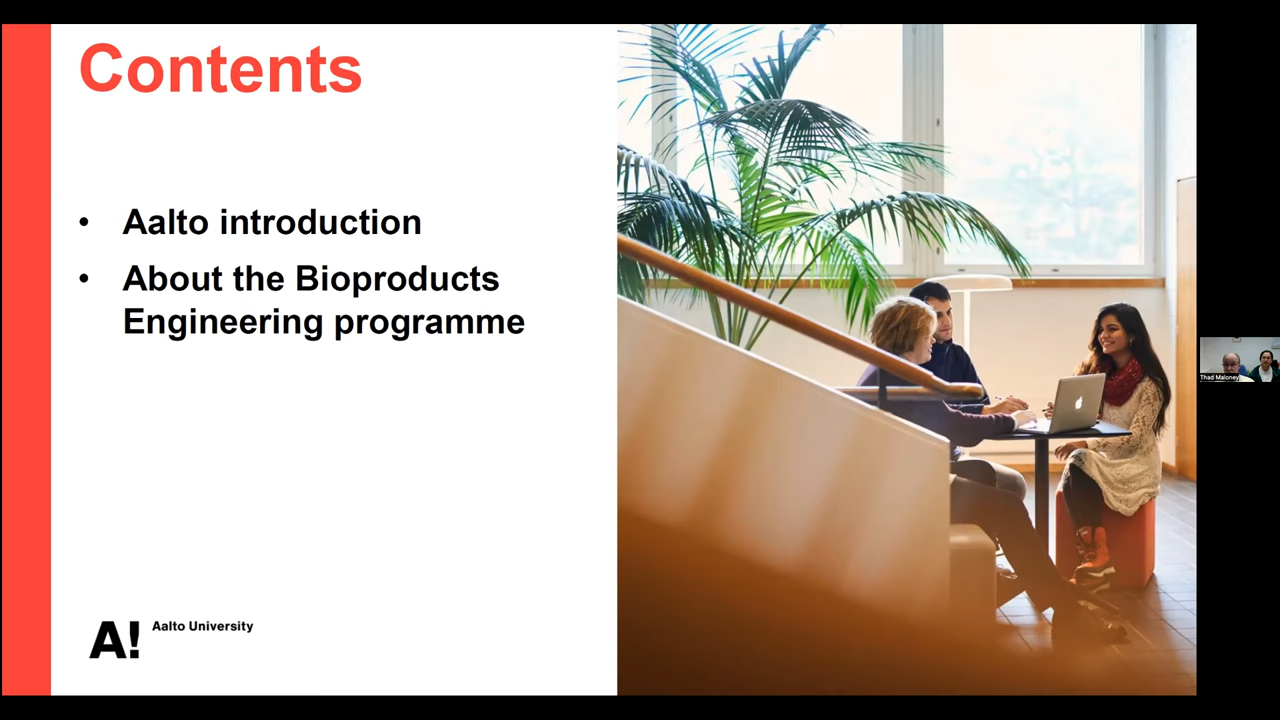 Contents
• Aalto introduction
• About the Bioproducts
Engineering programme
A! Aalto University
Thad Maloney